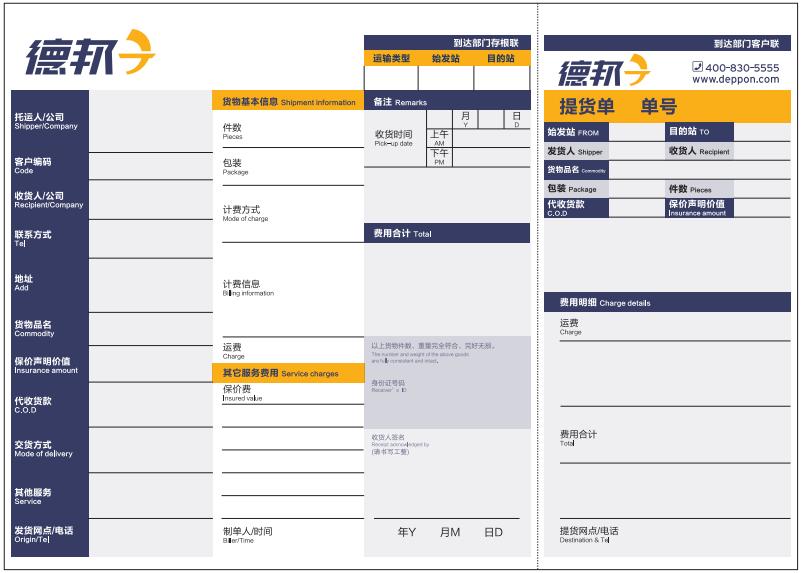 德邦
到达部门存根联
运输类型 始发站 目的站
托运人/公司
Shipper/Company
客户编码
Code
收货人/公司
Recipient/Company
联系方式
Tel
地址
Add
货物品名
Commodity
保价声明价值
Insurance amount
代收货款
C.O.D
交货方式
Mode of delivery
其他服务
Service
发货网点/电话
Origin/Tel
货物基本信息 Shipment information
件数
Pieces
包装
Package
计费方式
Mode of charge
计费信息
Billing information
运费
Charge
其它服务费用 Service charges
保价费
Insured value
制单人/时间
Biller/Time
备注 Remarks
收货时间
Pick-up date
月
Y
日
D
上午
AM
下午
PM
费用合计 Total
以上货物件数、重量完全符合、完好无损。
The number and weight of the above goods
are fully consistent and intact.
身份证号码
Receiver's ID
收货人签名
Receipt acknowledged by
(请书写工整)
年Y 月M 日D
到达部门客户联
德邦
400-830-5555
www.deppon.com
提货单 单号
始发站 FROM 目的站 TO
发货人 Shipper 收货人 Recipient
货物品名 Commodity
包装 Package 件数 Pieces
代收货款 保价声明价值
C.O.D Insurance amount
费用明细 Charge details
运费
Charge
费用合计
Total
提货网点/电话
Destination & Tel